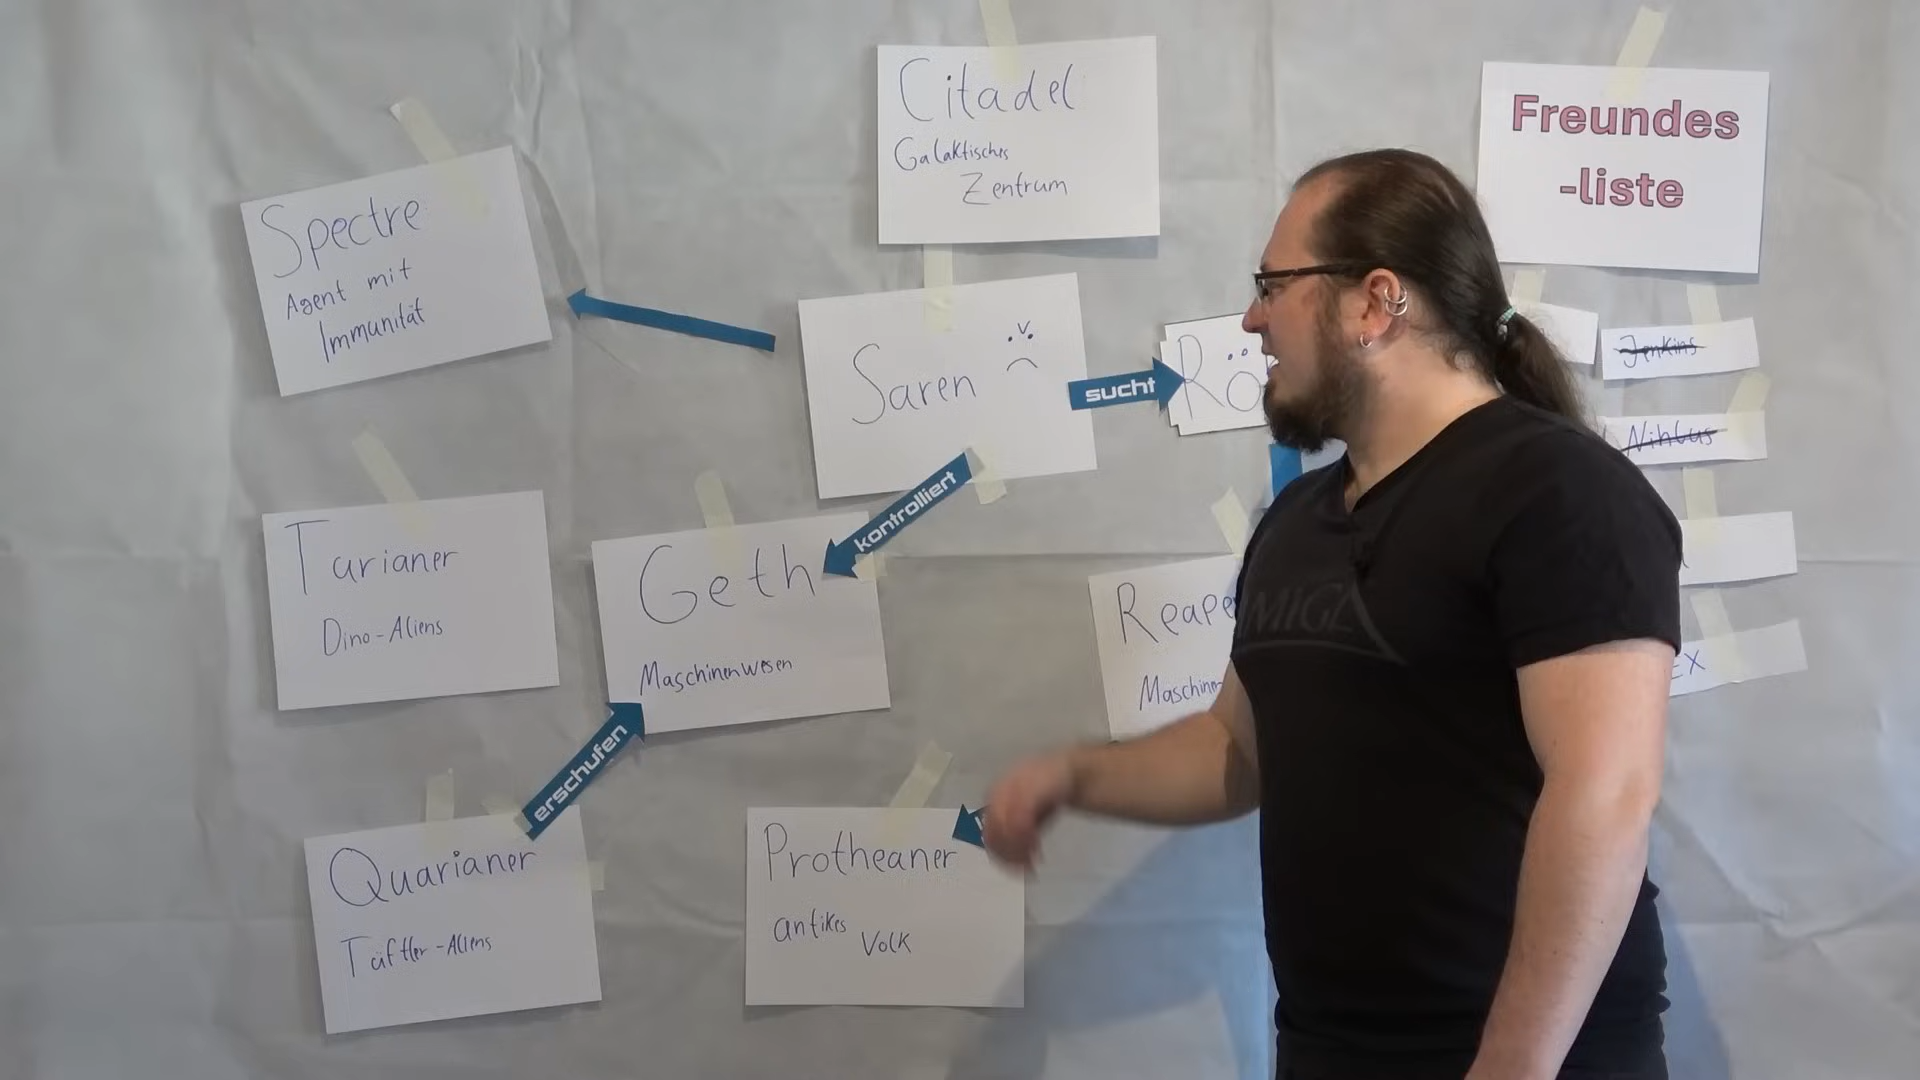 Citadel
Galaktisches
Zentrum
Freundes
-liste
Spectre
Agent mit
Immunität
Saren
sucht
Jenkins
Nihlus
kontrolliert
Turianer
Dino-Aliens
Geth
Maschinenwesen
erschufen
Quarianer
Tüftler-Aliens
Protheaner
antikes
Volk